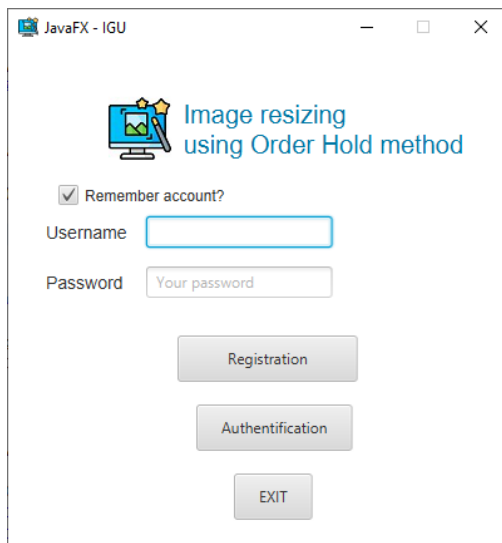 JavaFX - IGU
Image resizing
using Order Hold method
Remember account?
Username
Password
Your password
Registration
Authentification
EXIT